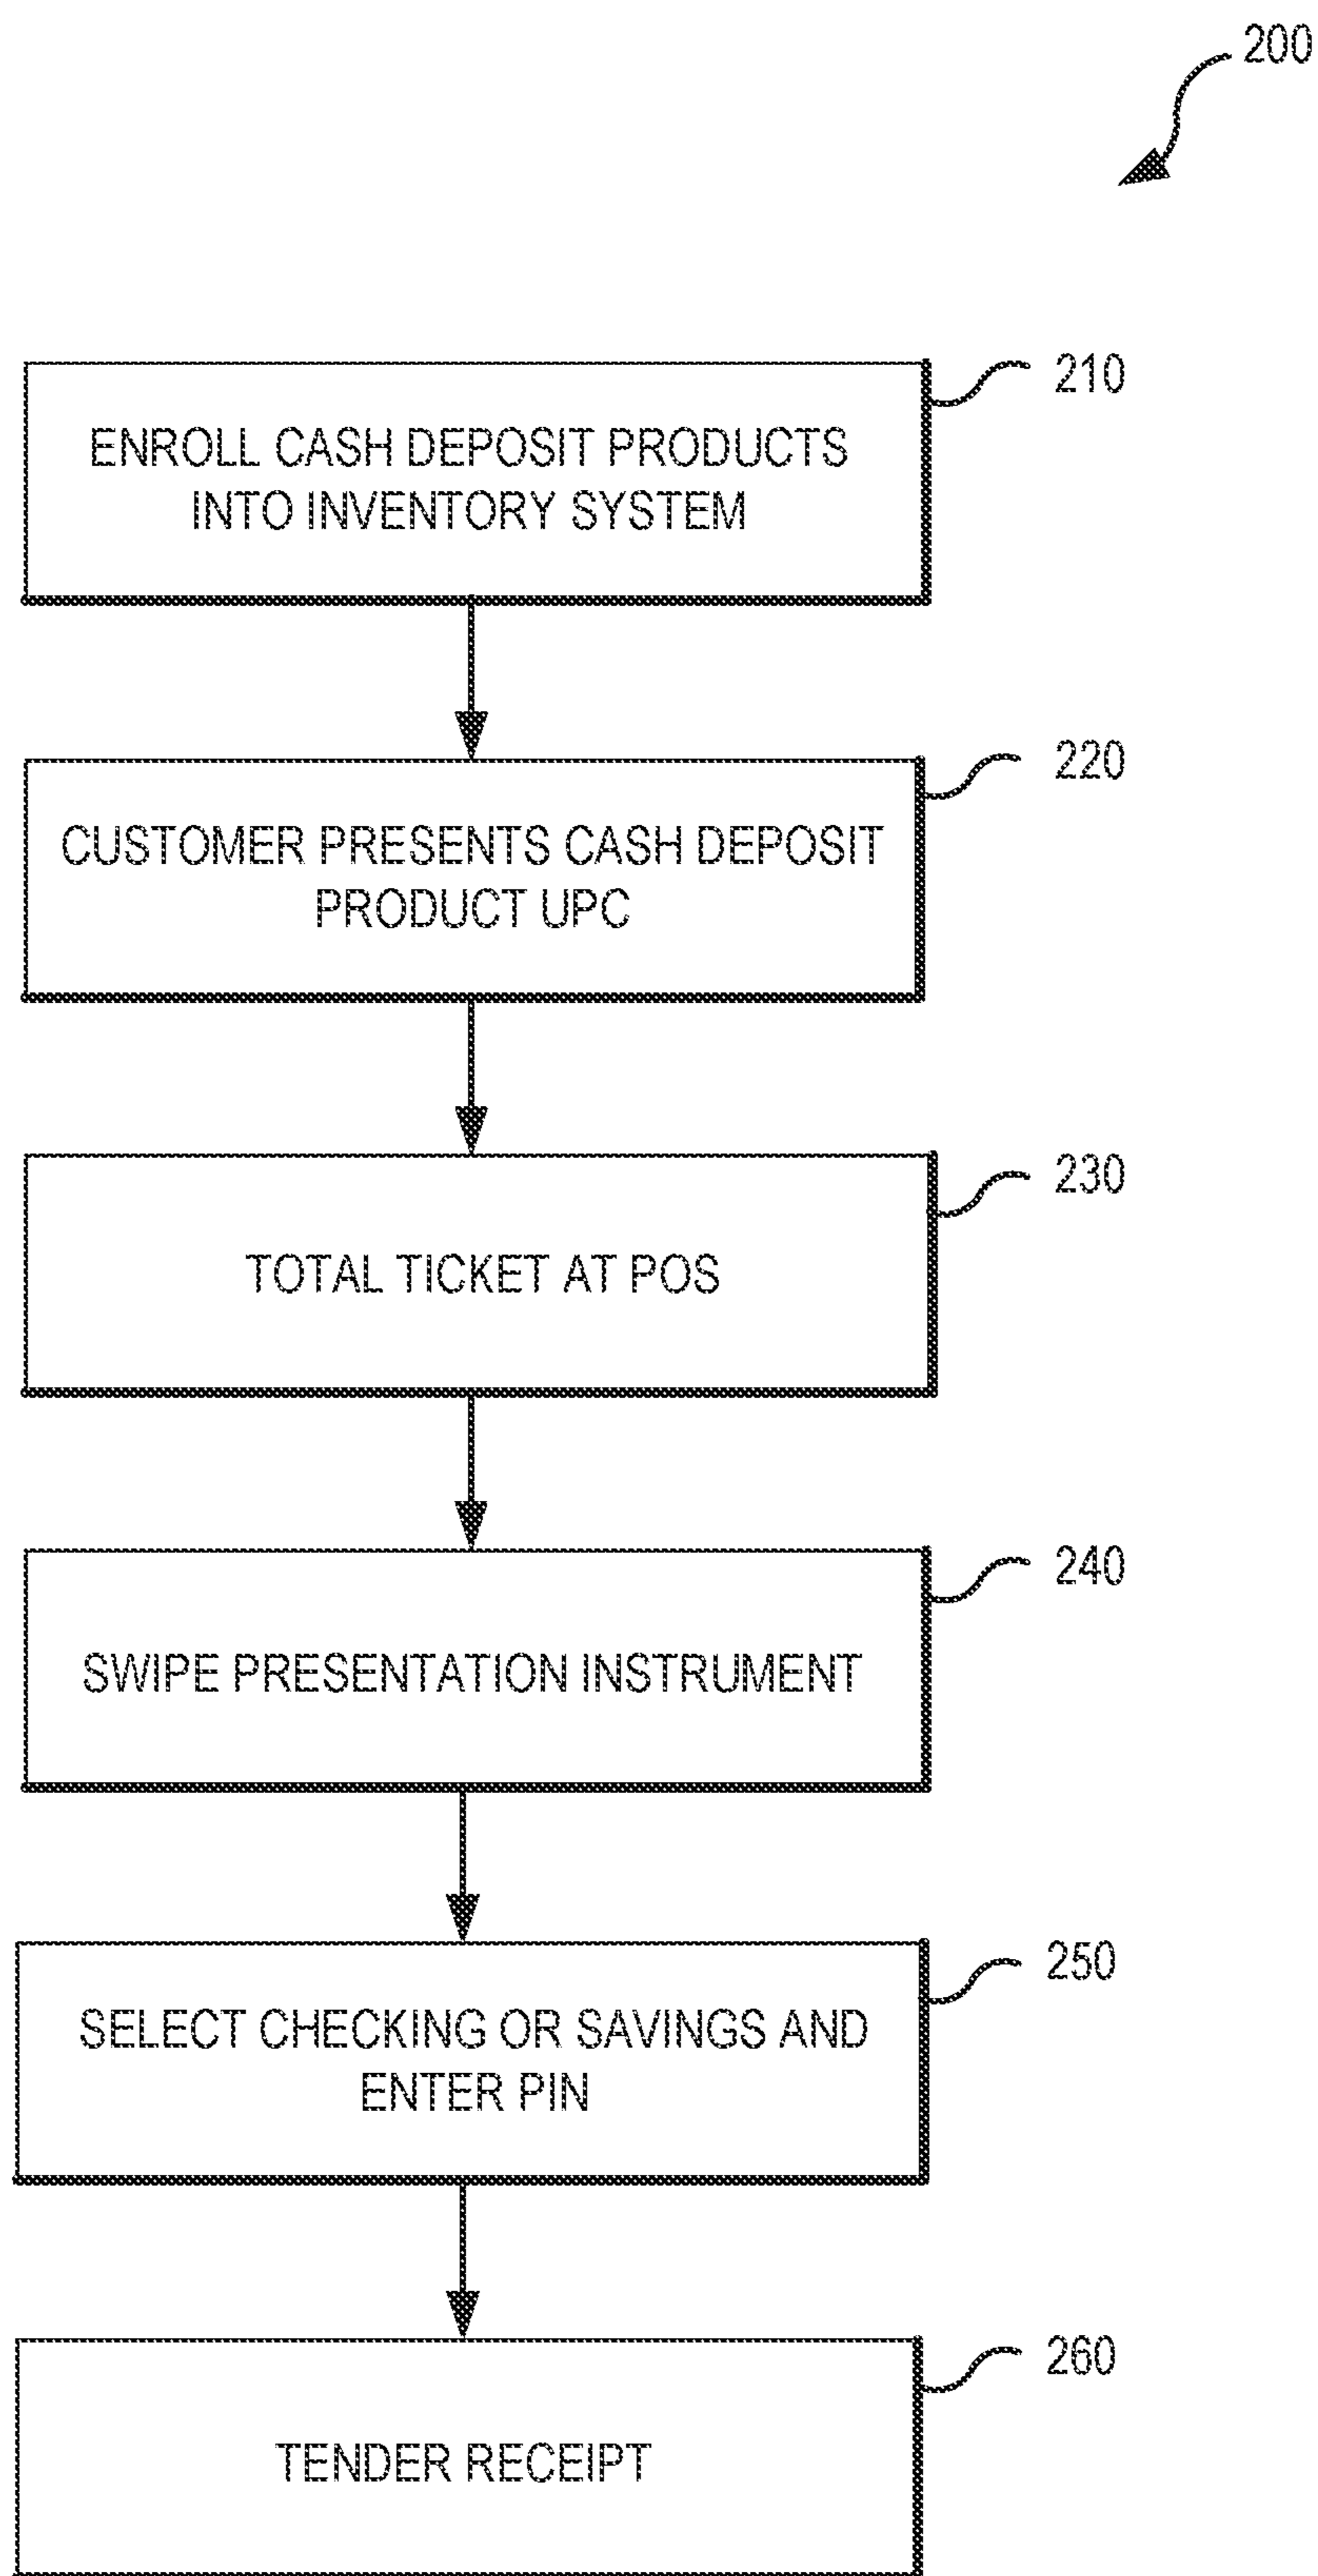 200
210
ENROLL CASH DEPOSIT PRODUCTS
INTO INVENTORY SYSTEM
220
CUSTOMER PRESENTS CASH DEPOSIT
PRODUCT UPC
230
TOTAL TICKET AT POS
240
SWIPE PRESENTATION INSTRUMENT
250
SELECT CHECKING OR SAVINGS AND
ENTER PIN
260
TENDER RECEIPT